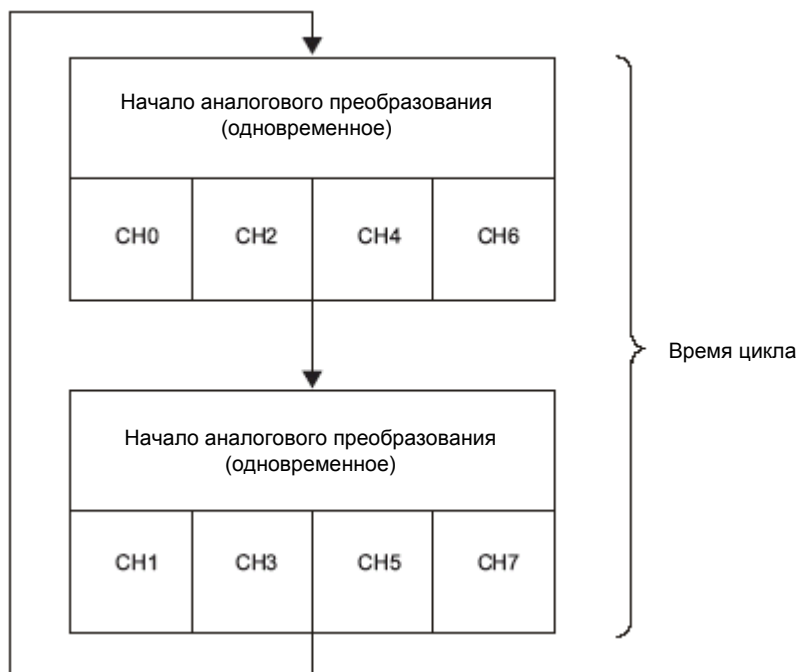 Начало аналогового преобразования
(одновременное)
CH0 CH2 CH4 CH6
Время цикла
Начало аналогового преобразования
(одновременное)
CH1 CH3 CH5 CH7